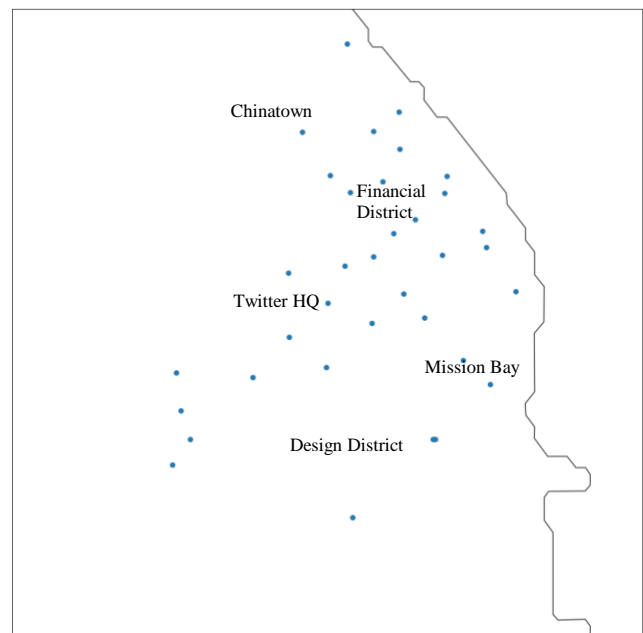 Chinatown
Financial
District
Twitter HQ
Mission Bay
Design District